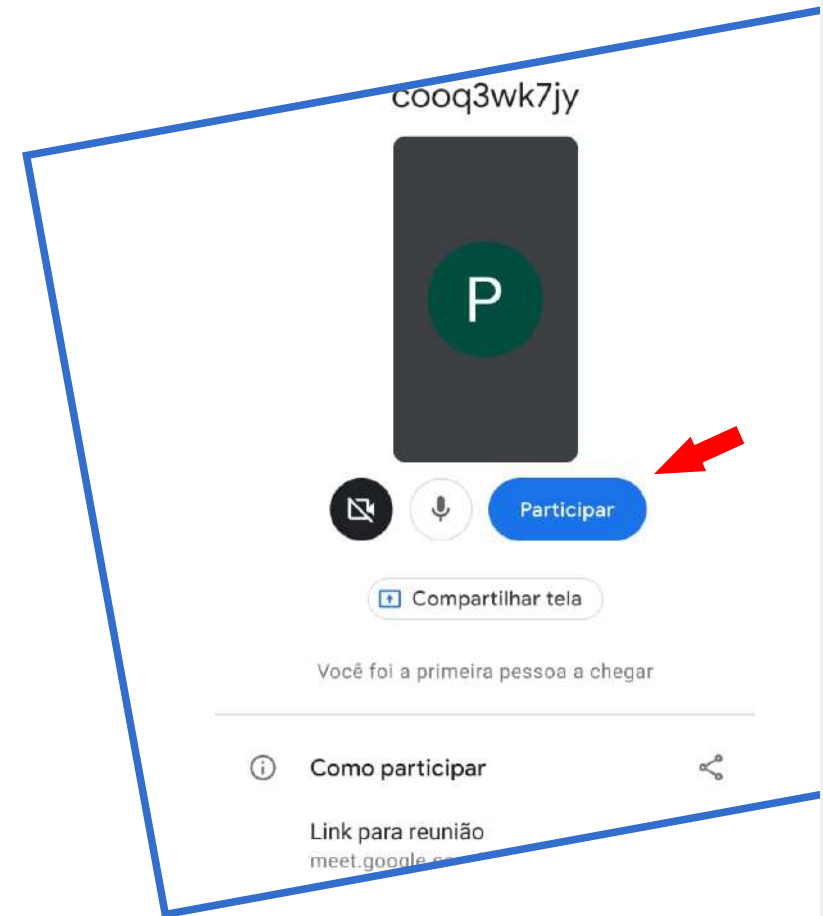 cooq3wk7jy
P
Participar
Compartilhar tela
Você foi a primeira pessoa a chegar
Como participar
Link para reunião